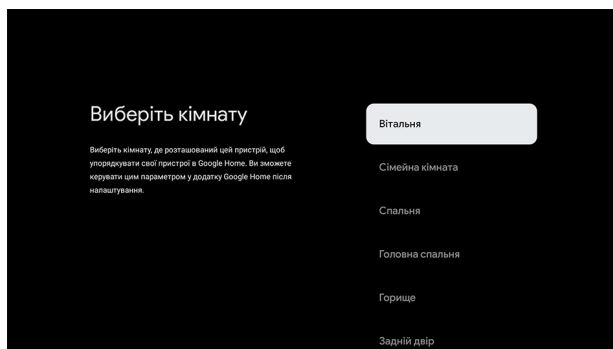 Виберіть кімнату
Виберіть кімнату, де розташований цей пристрій, щоб
упорядкувати свої пристрої в Google Home. Ви зможете
керувати цим параметром у додатку Google Home після
налаштування.
Вітальня
Сімейна кімната
Спальня
Головна спальня
Горище
Задній двір